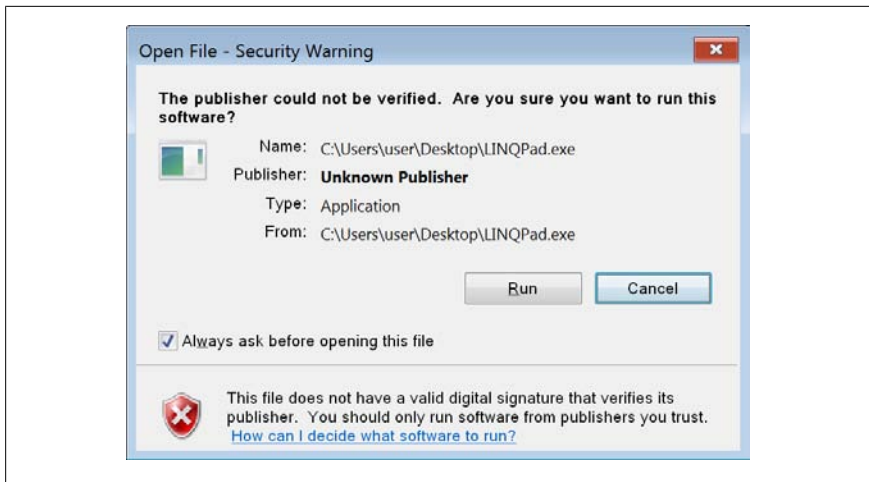 Open File - Security Warning
The publisher could not be verified.  Are you sure you want to run this
software?
Name: C:\Users\user\Desktop\LINQPad.exe
Publisher: Unknown Publisher
Type: Application
From: C:\Users\user\Desktop\LINQPad.exe
Run Cancel
Always ask before opening this file
This file does not have a valid digital signature that verifies its
publisher.  You should only run software from publishers you trust.
How can I decide what software to run?